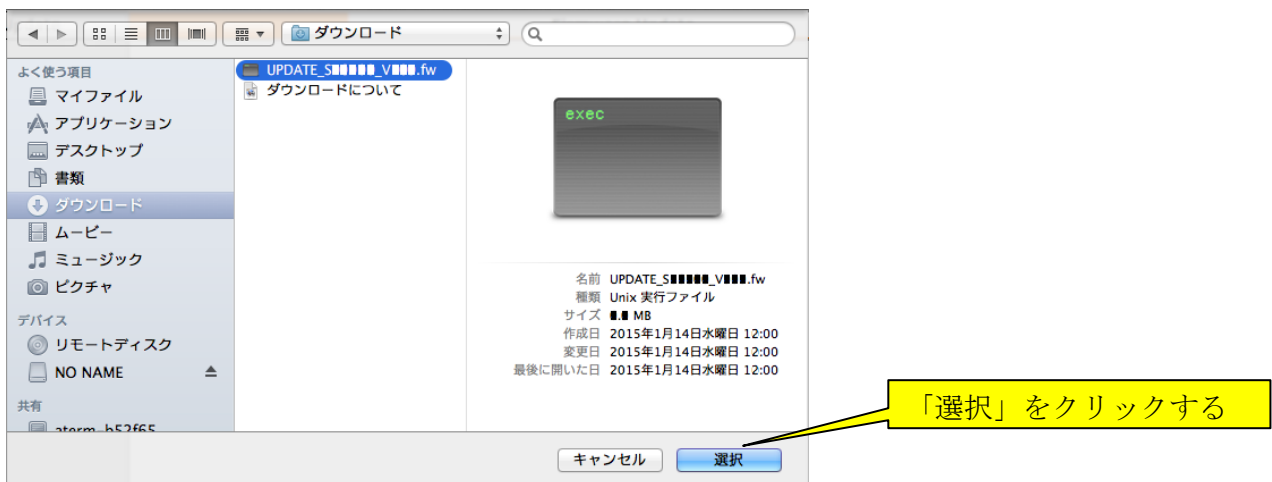 ダウンロード
よく使う項目
マイファイル
アプリケーション
デスクトップ
書類
ダウンロード
ムービー
ミュージック
ピクチャ
デバイス
リモートディスク
NO NAME
共有
aterm-b52f65
UPDATE_S▮▮▮▮▮_V▮▮▮.fw
ダウンロードについて
exec
名前 UPDATE_S▮▮▮▮▮_V▮▮▮.fw
種類 Unix 実行ファイル
サイズ ▮.▮ MB
作成日 2015年1月14日水曜日 12:00
変更日 2015年1月14日水曜日 12:00
最後に開いた日 2015年1月14日水曜日 12:00
キャンセル
選択
「選択」をクリックする